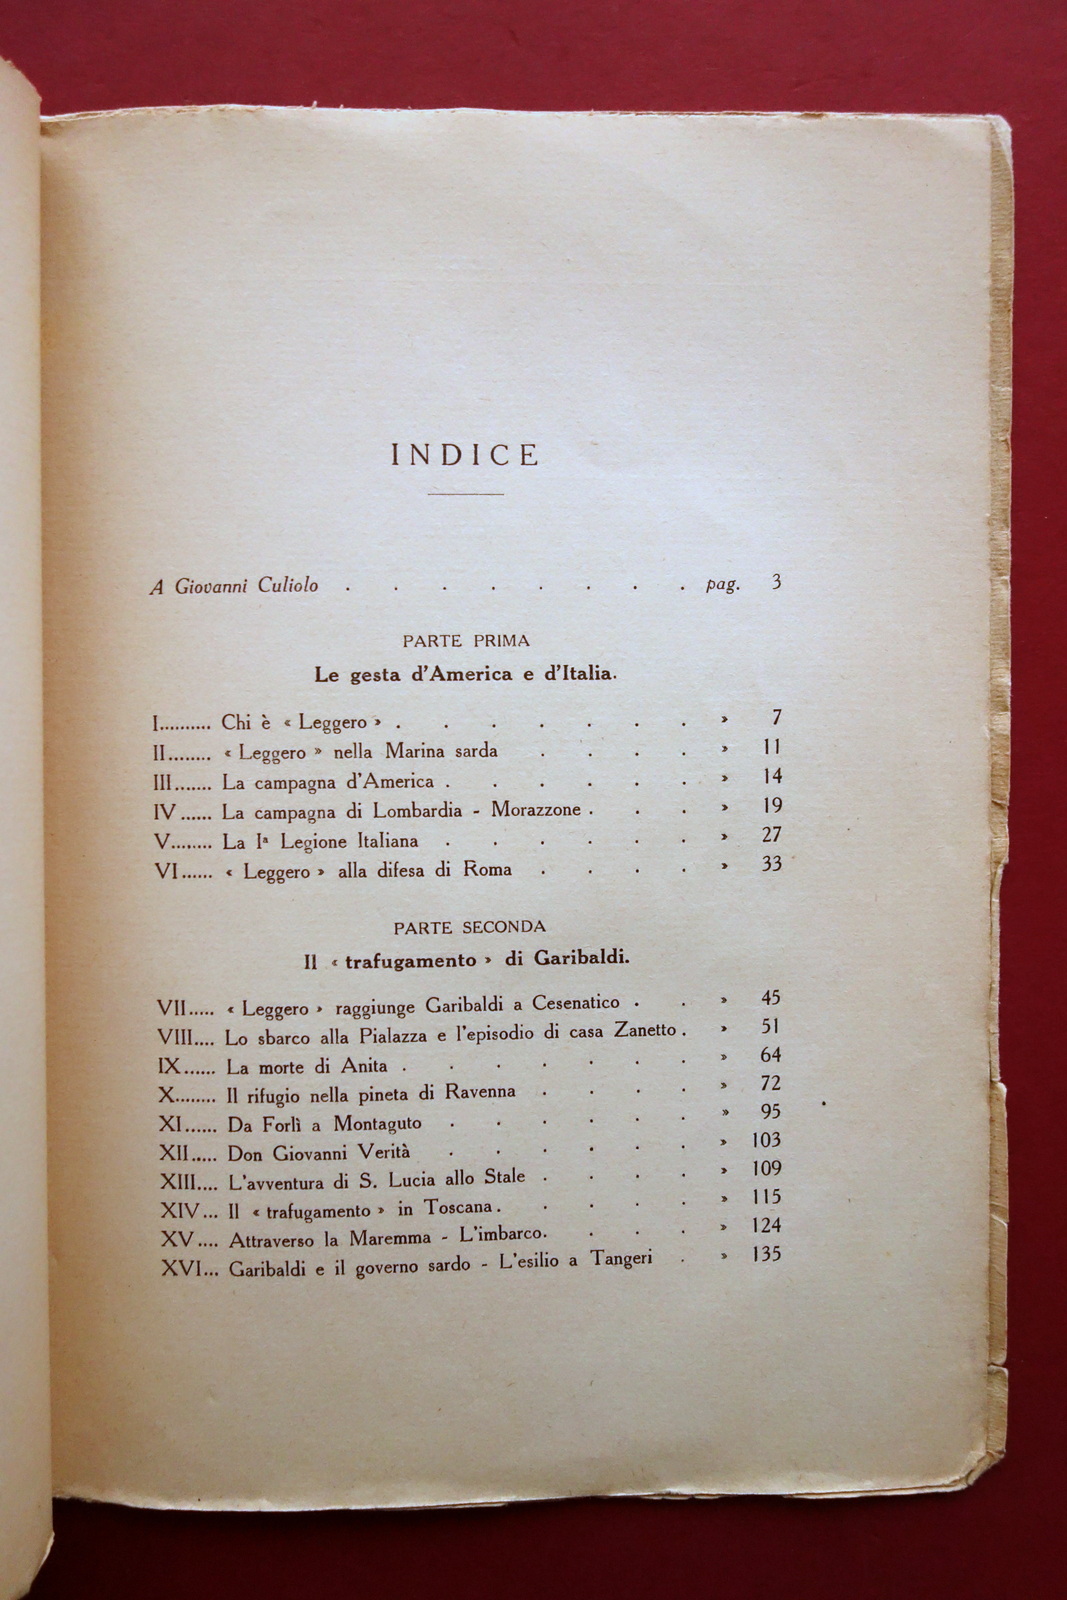 INDICE
A Giovanni Culiolo . . . . . . . . pag. 3
PARTE PRIMA
Le gesta d'America e d'Italia.
I.......... Chi è « Leggero » . . . . . . . » 7
II........ « Leggero » nella Marina sarda . . . . » 11
III....... La campagna d'America . . . . . . » 14
IV...... La campagna di Lombardia - Morazzone . . . » 19
V........ La Iª Legione Italiana . . . . . . » 27
VI...... « Leggero » alla difesa di Roma . . . . » 33
PARTE SECONDA
Il « trafugamento » di Garibaldi.
VII..... « Leggero » raggiunge Garibaldi a Cesenatico . . » 45
VIII.... Lo sbarco alla Pialazza e l'episodio di casa Zanetto . » 51
IX...... La morte di Anita . . . . . . . » 64
X........ Il rifugio nella pineta di Ravenna . . . . » 72
XI...... Da Forlì a Montaguto . . . . . . » 95
XII..... Don Giovanni Verità . . . . . . » 103
XIII.... L'avventura di S. Lucia allo Stale . . . . » 109
XIV... Il « trafugamento » in Toscana . . . . . » 115
XV.... Attraverso la Maremma - L'imbarco. . . . » 124
XVI... Garibaldi e il governo sardo - L'esilio a Tangeri . » 135